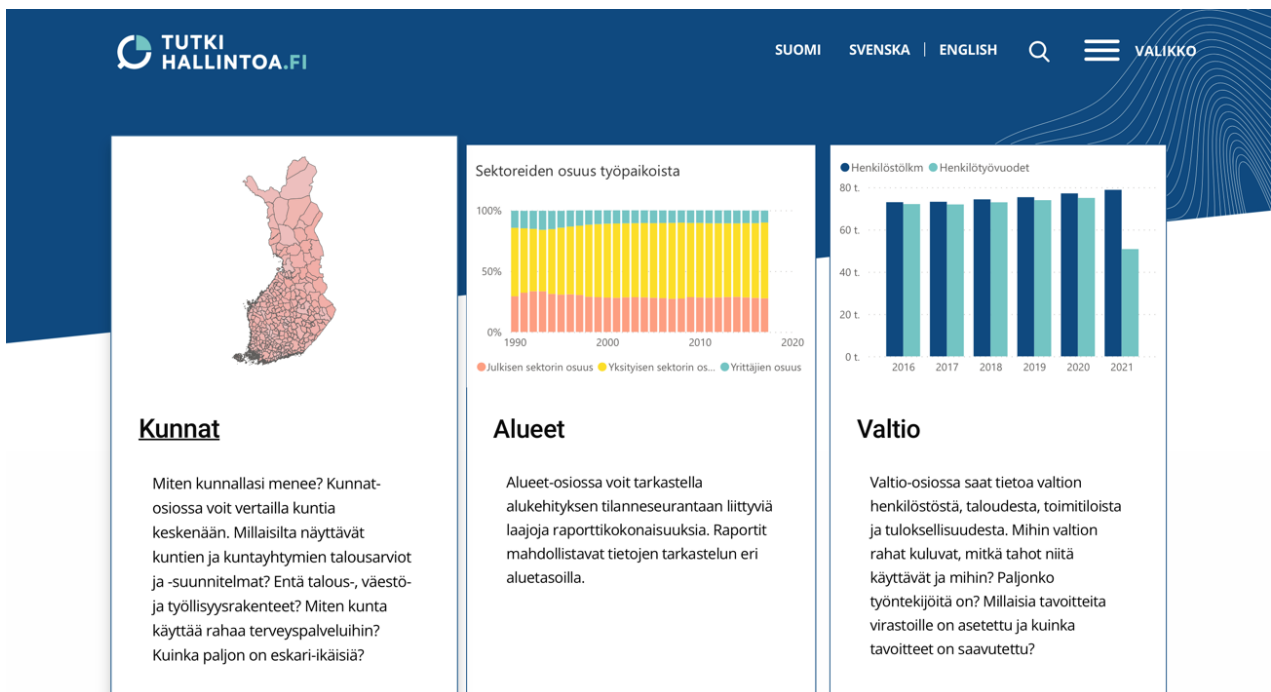 TUTKI
HALLINTOA.FI
SUOMI SVENSKA | ENGLISH VALIKKO
Sektoreiden osuus työpaikoista
100%
50%
0%
1990 2000 2010 2020
Julkisen sektorin osuus Yksityisen sektorin os... Yrittäjien osuus
Henkilöstölkm Henkilötyövuodet
80 t.
60 t.
40 t.
20 t.
0 t.
2016 2017 2018 2019 2020 2021
Kunnat
Miten kunnallasi menee? Kunnat-
osiossa voit vertailla kuntia
keskenään. Millaisilta näyttävät
kuntien ja kuntayhtymien talousarviot
ja -suunnitelmat? Entä talous-, väestö-
ja työllisyysrakenteet? Miten kunta
käyttää rahaa terveyspalveluihin?
Kuinka paljon on eskari-ikäisiä?
Alueet
Alueet-osiossa voit tarkastella
alukehityksen tilanneseurantaan liittyviä
laajoja raporttikokonaisuuksia. Raportit
mahdollistavat tietojen tarkastelun eri
aluetasoilla.
Valtio
Valtio-osiossa saat tietoa valtion
henkilöstöstä, taloudesta, toimitiloista
ja tuloksellisuudesta. Mihin valtion
rahat kuluvat, mitkä tahot niitä
käyttävät ja mihin? Paljonko
työntekijöitä on? Millaisia tavoitteita
virastoille on asetettu ja kuinka
tavoitteet on saavutettu?